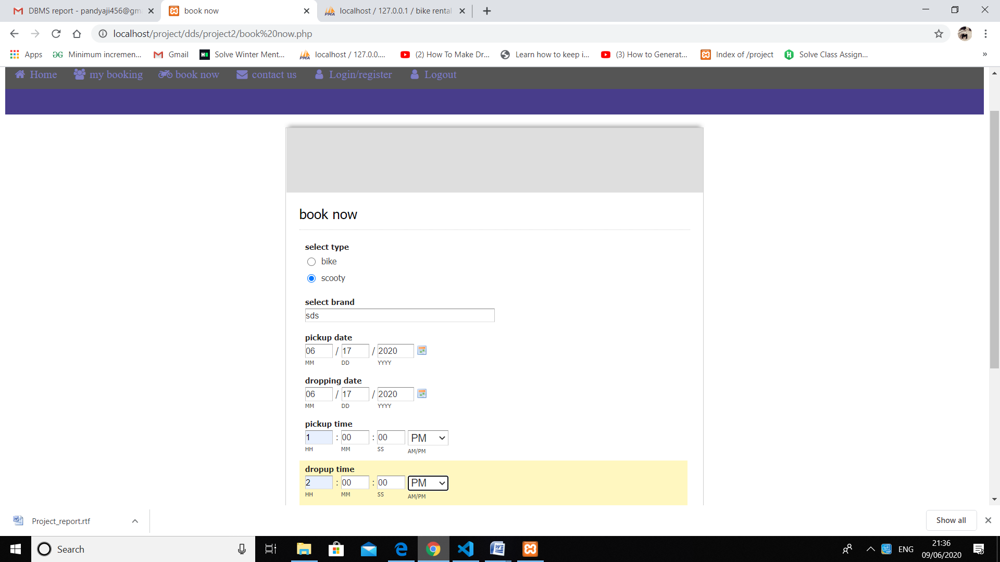 DBMS report - pandyaji456@gm
book now
localhost / 127.0.0.1 / bike rental
localhost/project/dds/project2/book%20now.php
Apps
Minimum incremen...
Gmail
Solve Winter Ment...
localhost / 127.0.0....
(2) How To Make Dr...
Learn how to keep i...
(3) How to Generat...
Index of /project
Solve Class Assign...
»
Home my booking book now contact us Login/register Logout
book now
select type
bike
scooty
select brand
sds
pickup date
06 / 17 / 2020
MM DD YYYY
dropping date
06 / 17 / 2020
MM DD YYYY
pickup time
1 : 00 : 00 PM
HH MM SS AM/PM
dropup time
2 : 00 : 00 PM
HH MM SS AM/PM
Project_report.rtf
Show all
Search
ENG
21:36
09/06/2020